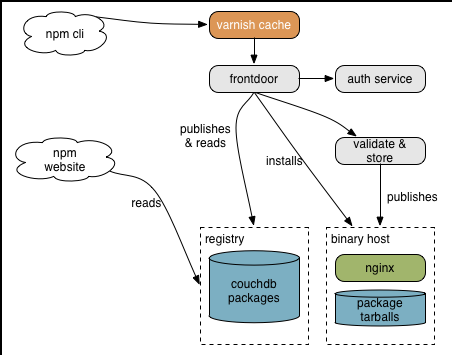 npm cli
varnish cache
frontdoor
auth service
publishes
& reads
validate &
store
npm
website
installs
publishes
reads
registry
binary host
couchdb
packages
nginx
package
tarballs